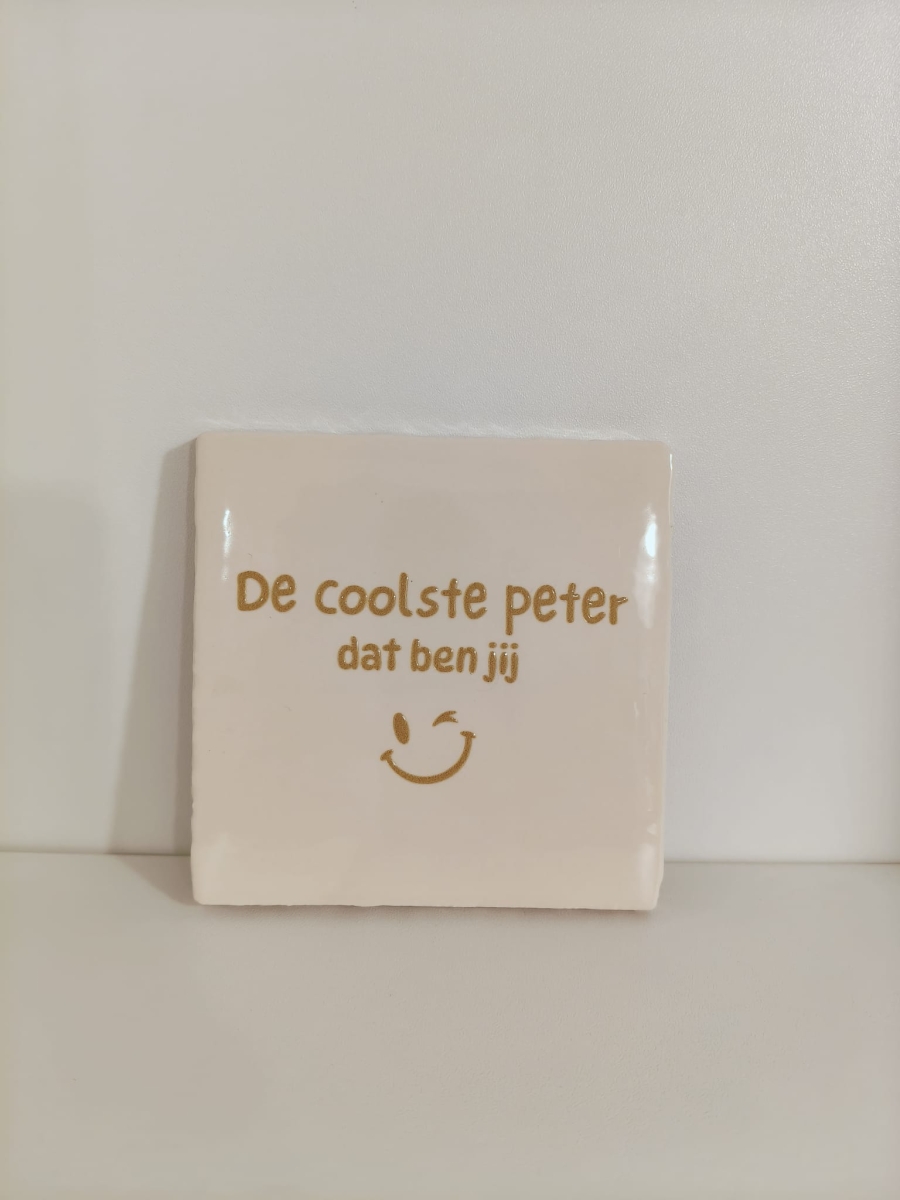 De coolste peter
dat ben jij